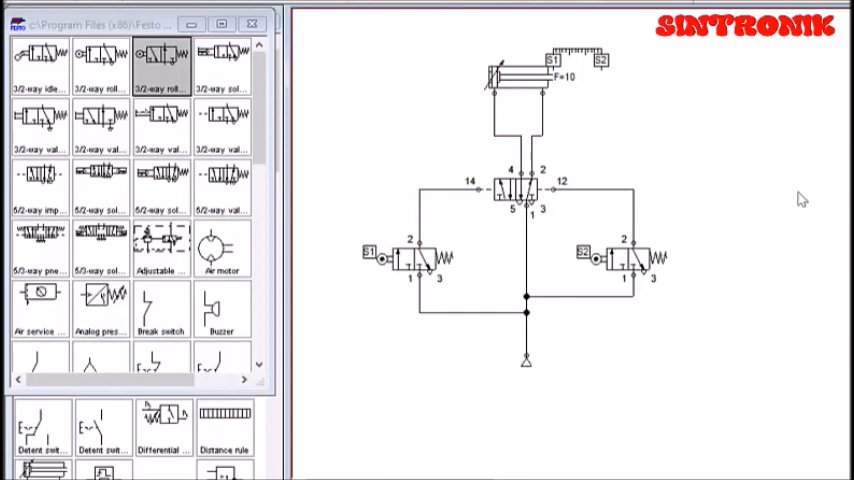 c:\Program Files (x86)\Festo ...
SINTRONIK
3/2-way idle...
3/2-way roll...
3/2-way roll...
3/2-way sol...
3/2-way val...
3/2-way val...
3/2-way val...
3/2-way val...
5/2-way imp...
5/2-way sol...
5/2-way sol...
5/2-way val...
5/3-way pne...
5/3-way sol...
Adjustable ...
Air motor
Air service ...
Analog pres...
Break switch
Buzzer
Detent swit...
Detent swit...
Differential ...
Distance rule
S1
S2
F=10
14
4
2
12
5
1
3
S1
2
1
3
S2
2
1
3